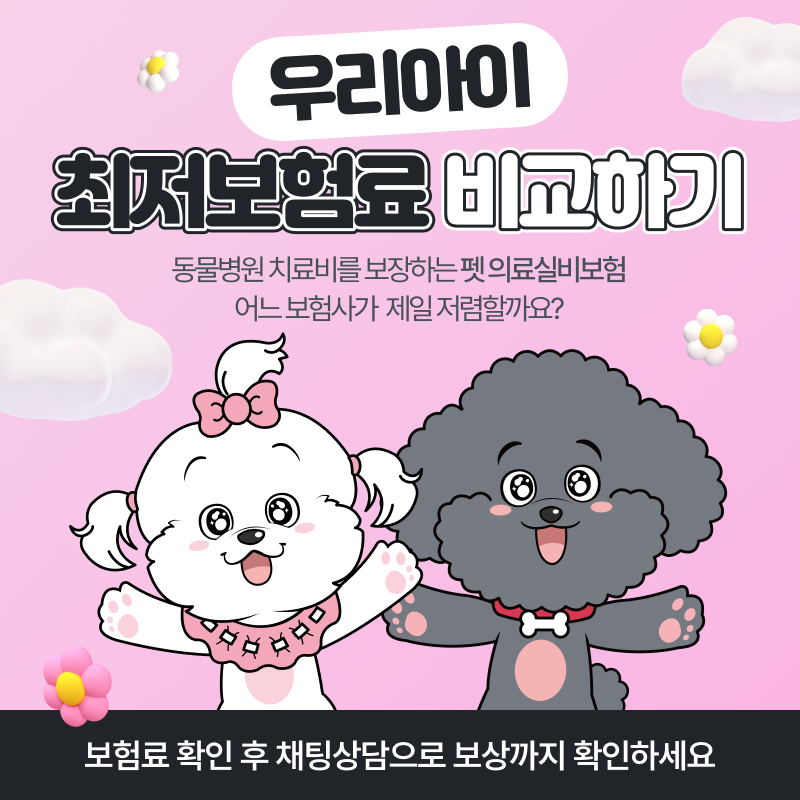 우리아이
최저보험료 비교하기
동물병원 치료비를 보장하는 펫 의료실비보험
어느 보험사가 제일 저렴할까요?
보험료 확인 후 채팅상담으로 보상까지 확인하세요